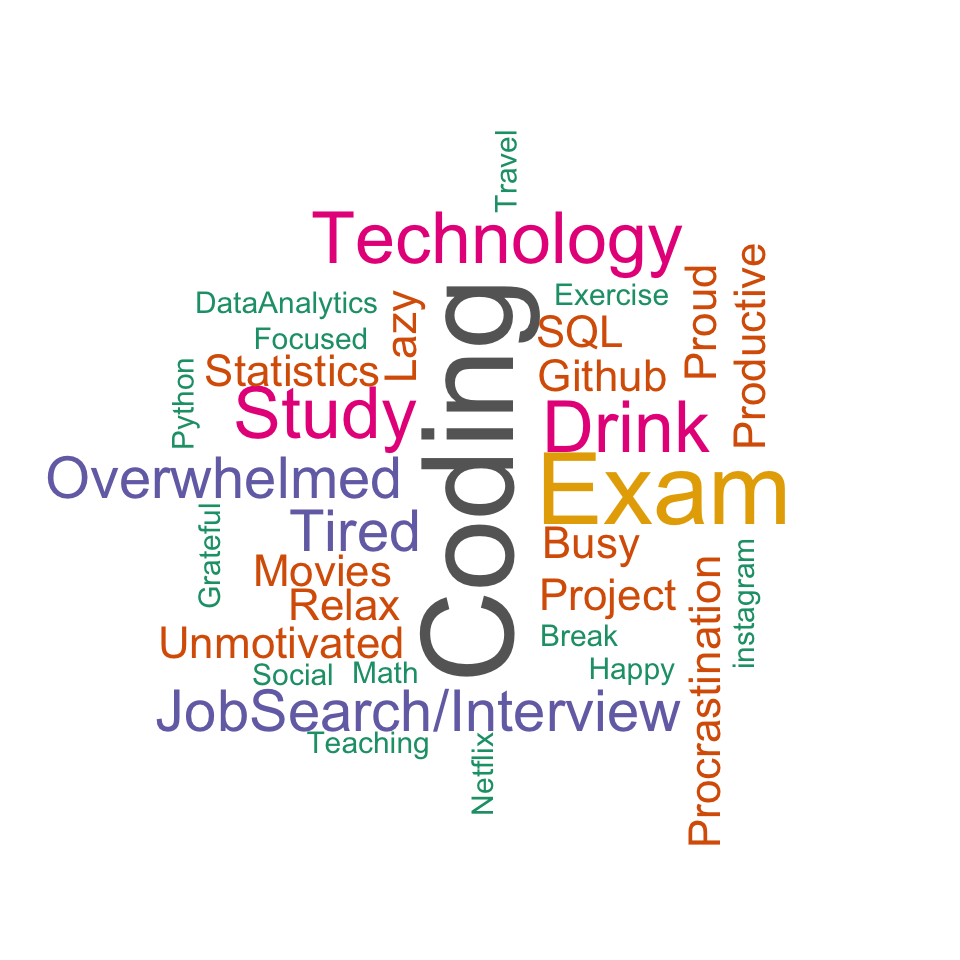 Travel
Technology
Productive
Proud
Exercise
DataAnalytics
Lazy
Coding
SQL
Focused
Statistics
Github
Python
Study
Drink
Overwhelmed
Exam
Grateful
Tired
Busy
instagram
Movies
Relax
Project
Procrastination
Unmotivated
Break
Social
Math
Happy
JobSearch/Interview
Teaching
Netflix